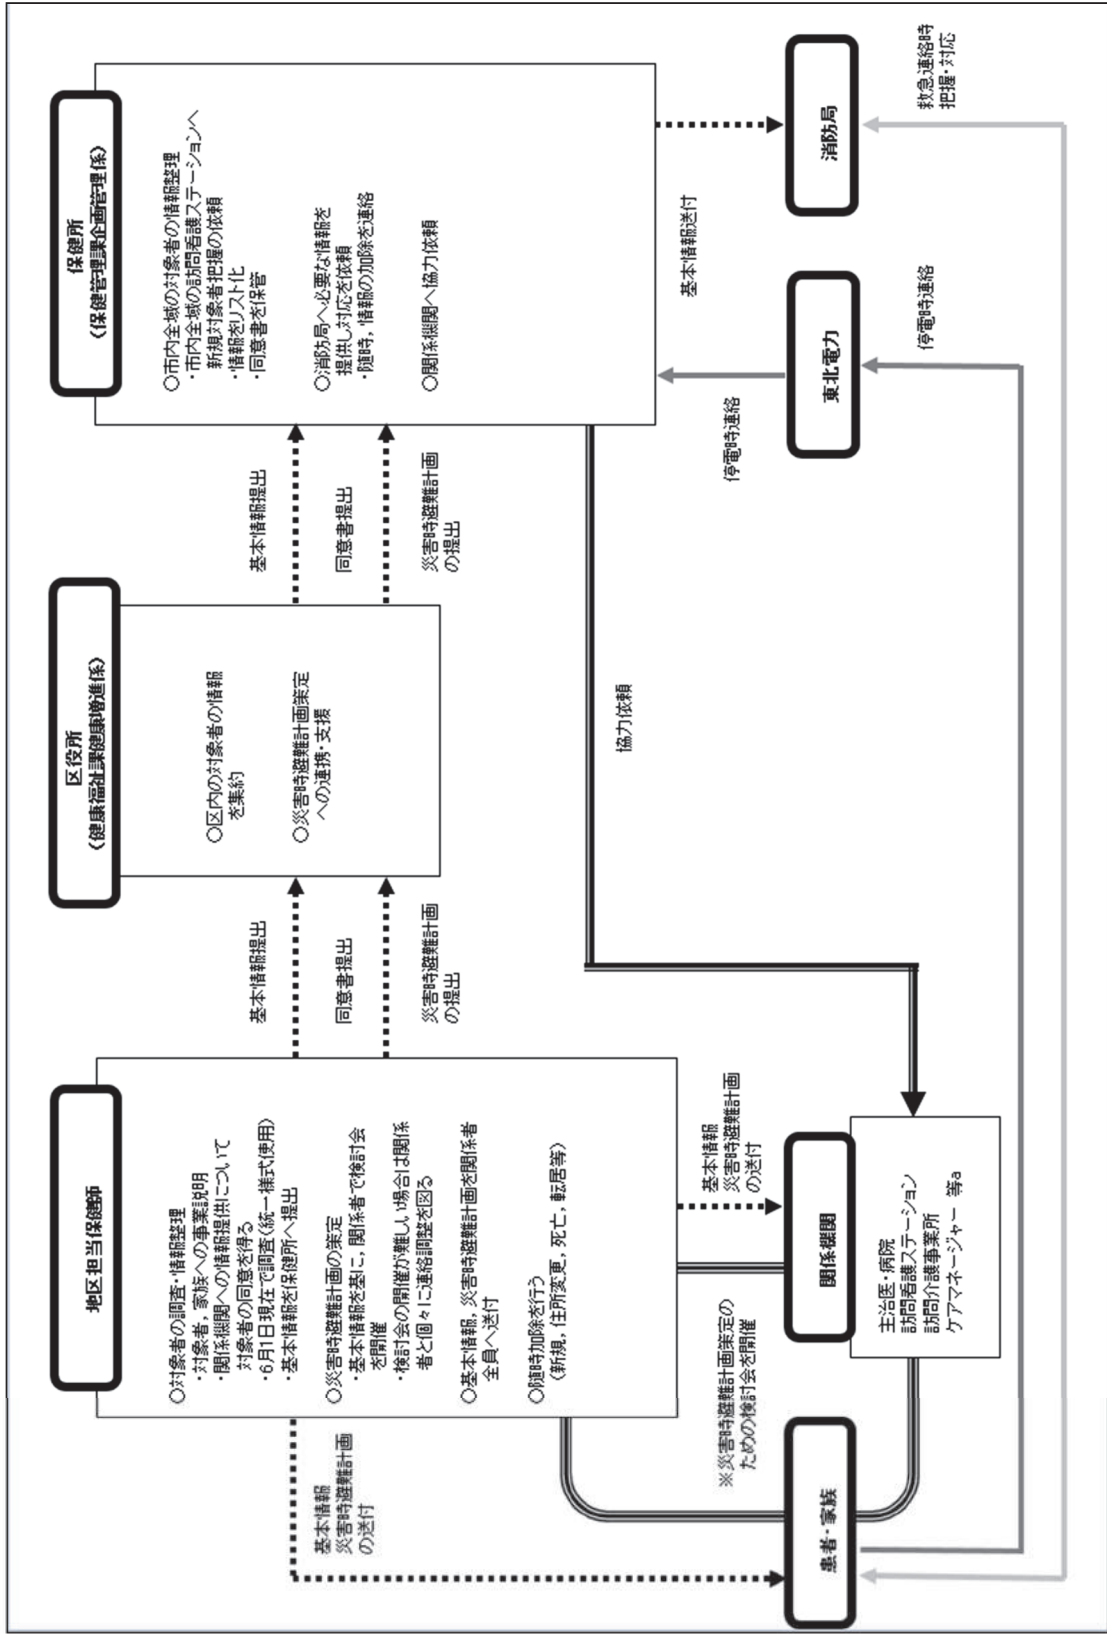 地区担当保健師
○対象者の調査・情報整理
・対象者，家族への事業説明
・関係機関への情報提供について
対象者の同意を得る
・6月1日現在で調査（統一様式使用）
・基本情報を保健所へ提出
○災害時避難計画の策定
・基本情報を基に，関係者で検討会
を開催
・検討会の開催が難しい場合は関係
者と個々に連絡調整を図る
○基本情報，災害時避難計画を関係者
全員へ送付
○随時加除を行う
（新規，住所変更，死亡，転居等）
基本情報提出
同意書提出
災害時避難計画
の提出
区役所
（健康福祉課健康増進係）
○区内の対象者の情報
を集約
○災害時避難計画策定
への連携・支援
基本情報提出
同意書提出
災害時避難計画
の提出
保健所
（保健管理課企画管理係）
○市内全域の対象者の情報整理
・市内全域の訪問看護ステーションへ
新規対象者把握の依頼
・情報をリスト化
・同意書を保管
○消防局へ必要な情報を
提供し対応を依頼
・随時，情報の加除を連絡
○関係機関へ協力依頼
基本情報
災害時避難計画
の送付
※災害時避難計画策定の
ための検討会を開催
基本情報
災害時避難計画
の送付
協力依頼
停電時連絡
基本情報送付
患者・家族
関係機関
主治医・病院
訪問看護ステーション
訪問介護事業所
ケアマネージャー 等a
東北電力
停電時連絡
消防局
救急連絡時
把握・対応